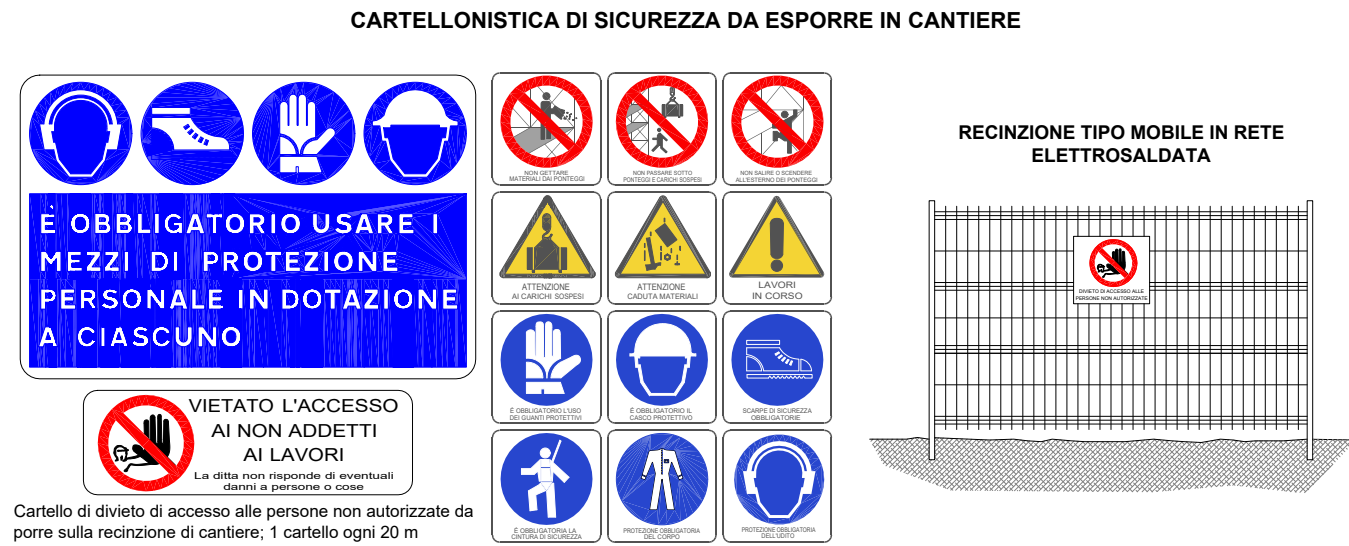 CARTELLONISTICA DI SICUREZZA DA ESPORRE IN CANTIERE
È OBBLIGATORIO USARE I
MEZZI DI PROTEZIONE
PERSONALE IN DOTAZIONE
A CIASCUNO
VIETATO L'ACCESSO
AI NON ADDETTI
AI LAVORI
La ditta non risponde di eventuali
danni a persone o cose
Cartello di divieto di accesso alle persone non autorizzate da
porre sulla recinzione di cantiere; 1 cartello ogni 20 m
NON GETTARE
MATERIALI DAI PONTEGGI
NON PASSARE SOTTO
PONTEGGI E CARICHI SOSPESI
NON SALIRE O SCENDERE
ALL'ESTERNO DEI PONTEGGI
ATTENZIONE
AI CARICHI SOSPESI
ATTENZIONE
CADUTA MATERIALI
LAVORI
IN CORSO
È OBBLIGATORIO L'USO
DEI GUANTI PROTETTIVI
È OBBLIGATORIO IL
CASCO PROTETTIVO
SCARPE DI SICUREZZA
OBBLIGATORIE
È OBBLIGATORIA LA
CINTURA DI SICUREZZA
PROTEZIONE OBBLIGATORIA
DEL CORPO
PROTEZIONE OBBLIGATORIA
DELL'UDITO
RECINZIONE TIPO MOBILE IN RETE
ELETTROSALDATA
DIVIETO DI ACCESSO ALLE
PERSONE NON AUTORIZZATE